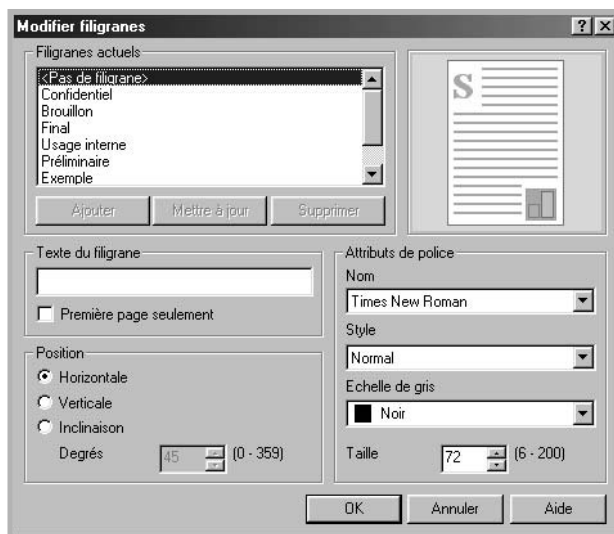 Modifier filigranes
Filigranes actuels
<Pas de filigrane>
Confidentiel
Brouillon
Final
Usage interne
Préliminaire
Exemple
Ajouter
Mettre à jour
Supprimer
S
Texte du filigrane
Première page seulement
Position
Horizontale
Verticale
Inclinaison
Degrés 45 (0 - 359)
Attributs de police
Nom
Times New Roman
Style
Normal
Echelle de gris
Noir
Taille 72 (6 - 200)
OK
Annuler
Aide